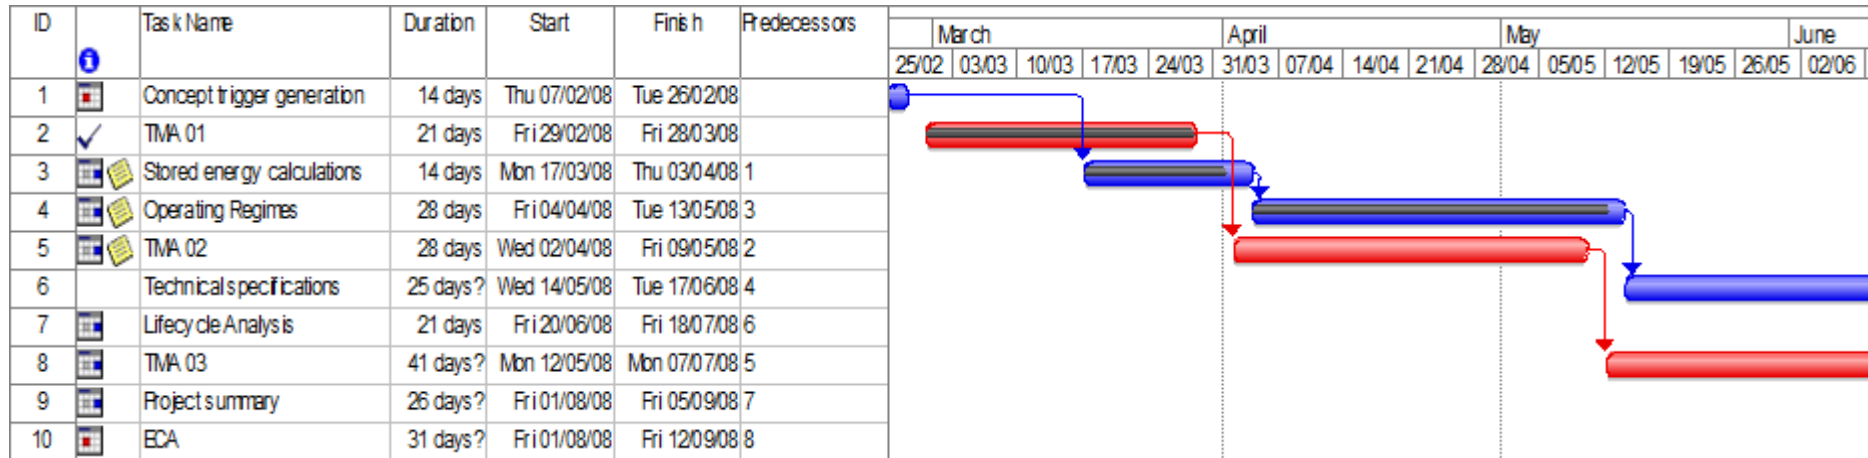 ID Task Name Duration Start Finish Predecessors
March April May June
25/02 03/03 10/03 17/03 24/03 31/03 07/04 14/04 21/04 28/04 05/05 12/05 19/05 26/05 02/06
1 Concept trigger generation 14 days Thu 07/02/08 Tue 26/02/08
2 TMA 01 21 days Fri 29/02/08 Fri 28/03/08
3 Stored energy calculations 14 days Mon 17/03/08 Thu 03/04/08 1
4 Operating Regimes 28 days Fri 04/04/08 Tue 13/05/08 3
5 TMA 02 28 days Wed 02/04/08 Fri 09/05/08 2
6 Technical specifications 25 days? Wed 14/05/08 Tue 17/06/08 4
7 Lifecycle Analysis 21 days Fri 20/06/08 Fri 18/07/08 6
8 TMA 03 41 days? Mon 12/05/08 Mon 07/07/08 5
9 Project summary 26 days? Fri 01/08/08 Fri 05/09/08 7
10 ECA 31 days? Fri 01/08/08 Fri 12/09/08 8